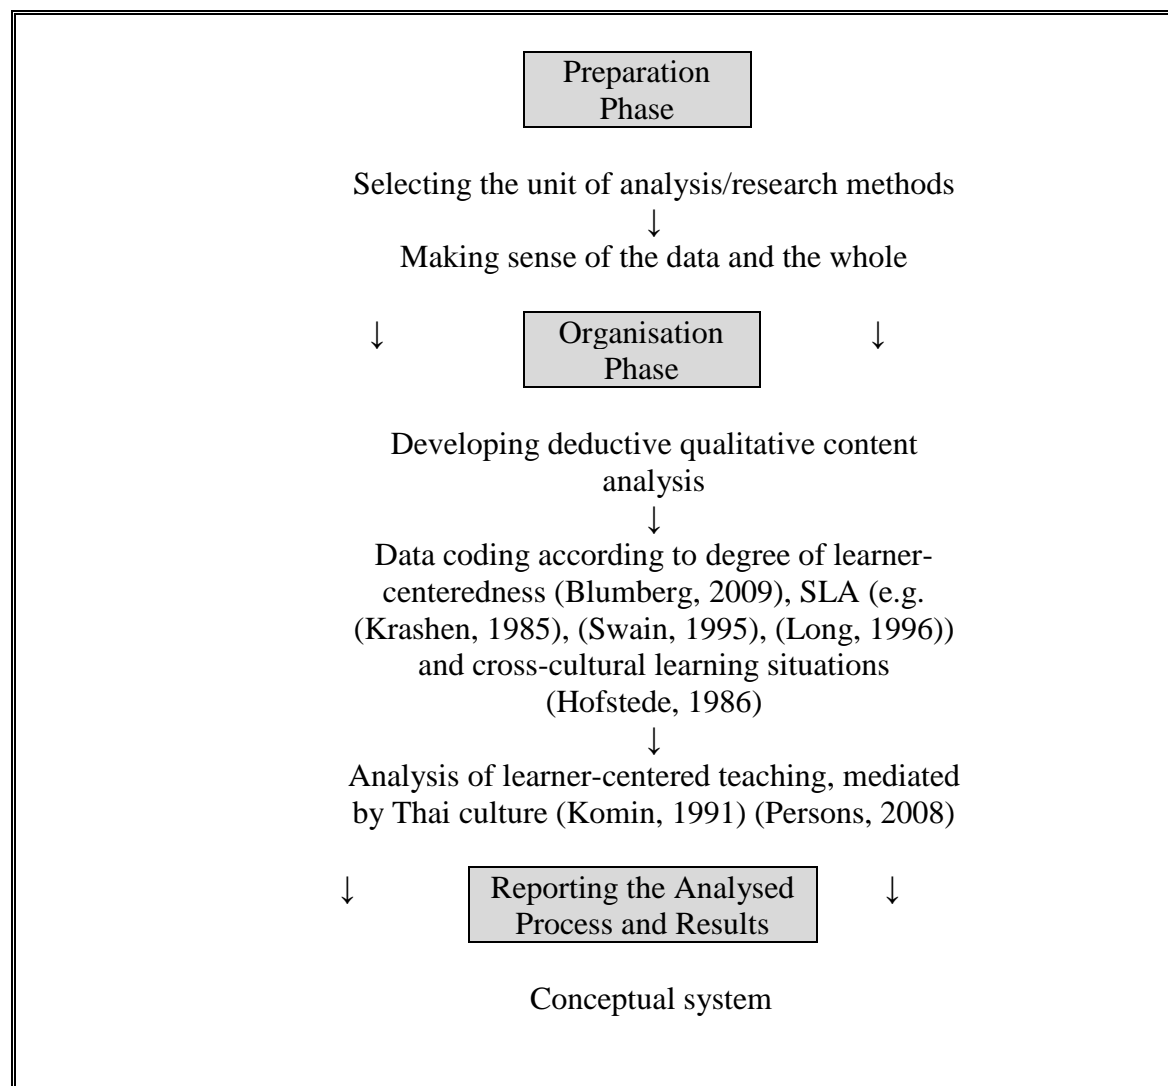 Preparation
Phase
Selecting the unit of analysis/research methods
↓
Making sense of the data and the whole
↓ Organisation ↓
Phase
Developing deductive qualitative content
analysis
↓
Data coding according to degree of learner-
centeredness (Blumberg, 2009), SLA (e.g.
(Krashen, 1985), (Swain, 1995), (Long, 1996))
and cross-cultural learning situations
(Hofstede, 1986)
↓
Analysis of learner-centered teaching, mediated
by Thai culture (Komin, 1991) (Persons, 2008)
↓ Reporting the Analysed ↓
Process and Results
Conceptual system